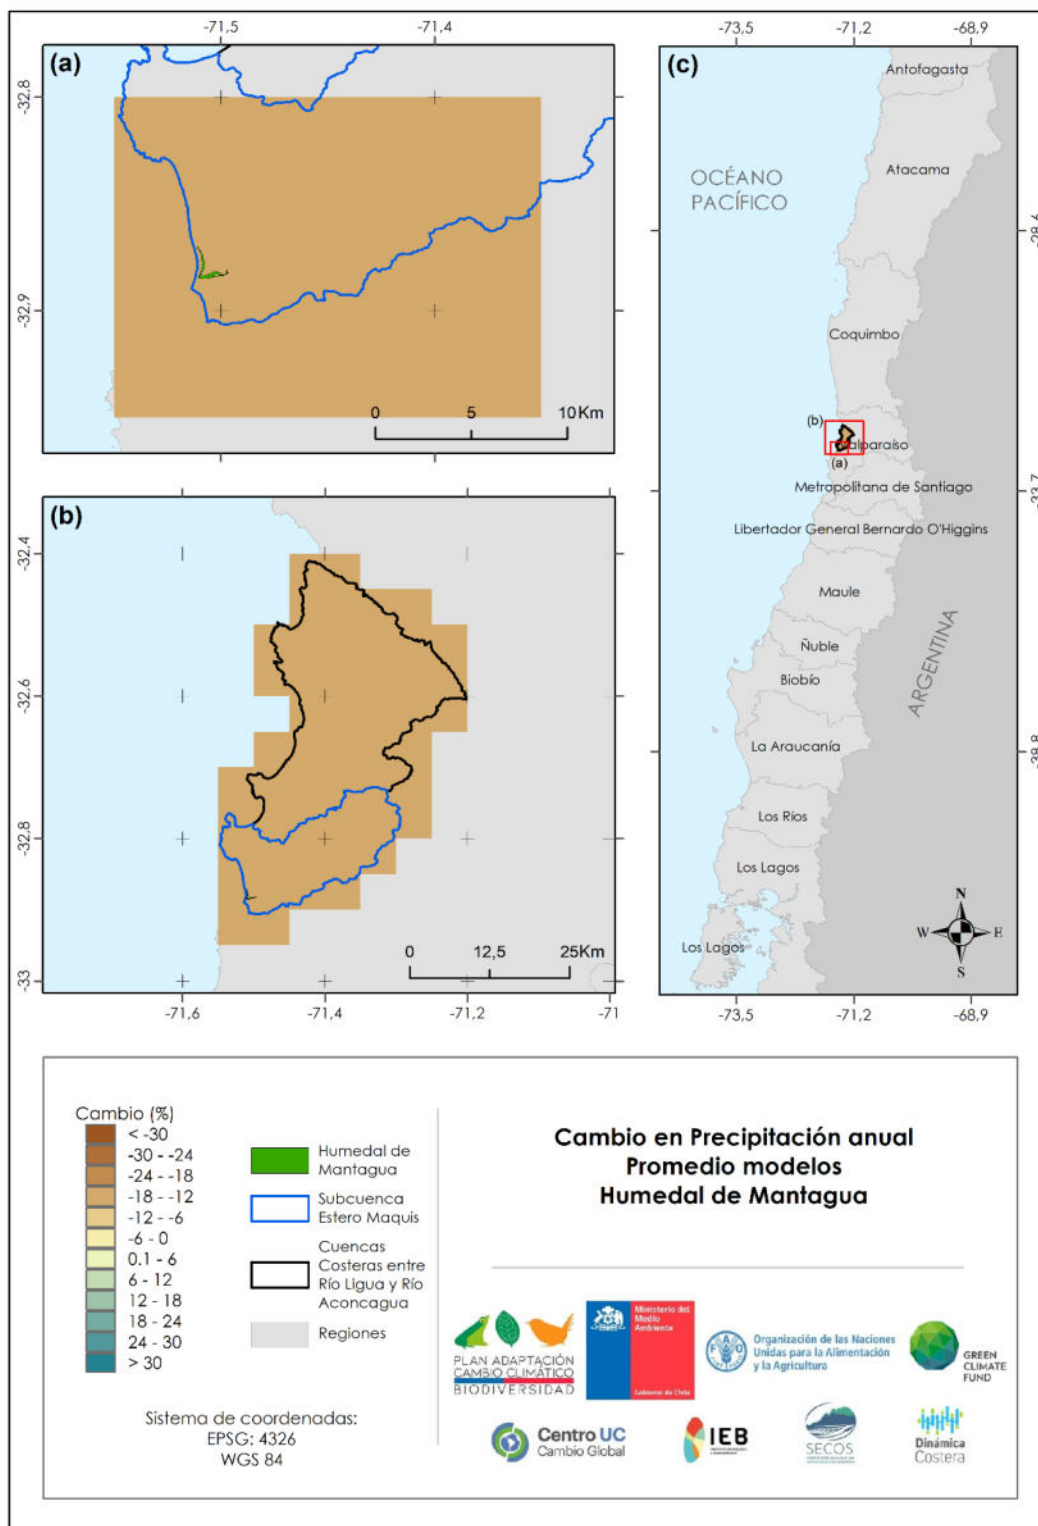 -71,5
-71,4
(a)
-32,8
-32,9
0
5
10 Km
(b)
-32,4
-32,6
-32,8
-33
0
12,5
25Km
-71,6
-71,4
-71,2
-71
-73,5
-71,2
-68,9
(c)
OCÉANO
PACÍFICO
Antofagasta
Atacama
Coquimbo
(b)
(a)
Metropolitana de Santiago
Libertador General Bernardo O'Higgins
Maule
Ñuble
Biobío
La Araucanía
Los Ríos
Los Lagos
Los Lagos
ARGENTINA
N
W
E
S
-73,5
-71,2
-68,9
Cambio (%)
< -30
-30 - -24
-24 - -18
-18 - -12
-12 - -6
-6 - 0
0.1 - 6
6 - 12
12 - 18
18 - 24
24 - 30
> 30
Humedal de
Mantagua
Subcuenca
Estero Maquis
Cuencas
Costeras entre
Río Ligua y Río
Aconcagua
Regiones
Sistema de coordenadas:
EPSG: 4326
WGS 84
Cambio en Precipitación anual
Promedio modelos
Humedal de Mantagua
PLAN ADAPTACIÓN
CAMBIO CLIMÁTICO
BIODIVERSIDAD
Ministerio del
Medio
Ambiente
Gobierno de Chile
FAO
Organización de las Naciones
Unidas para la Alimentación
y la Agricultura
GREEN
CLIMATE
FUND
Centro UC
Cambio Global
IEB
SECOS
Dinámica
Costera